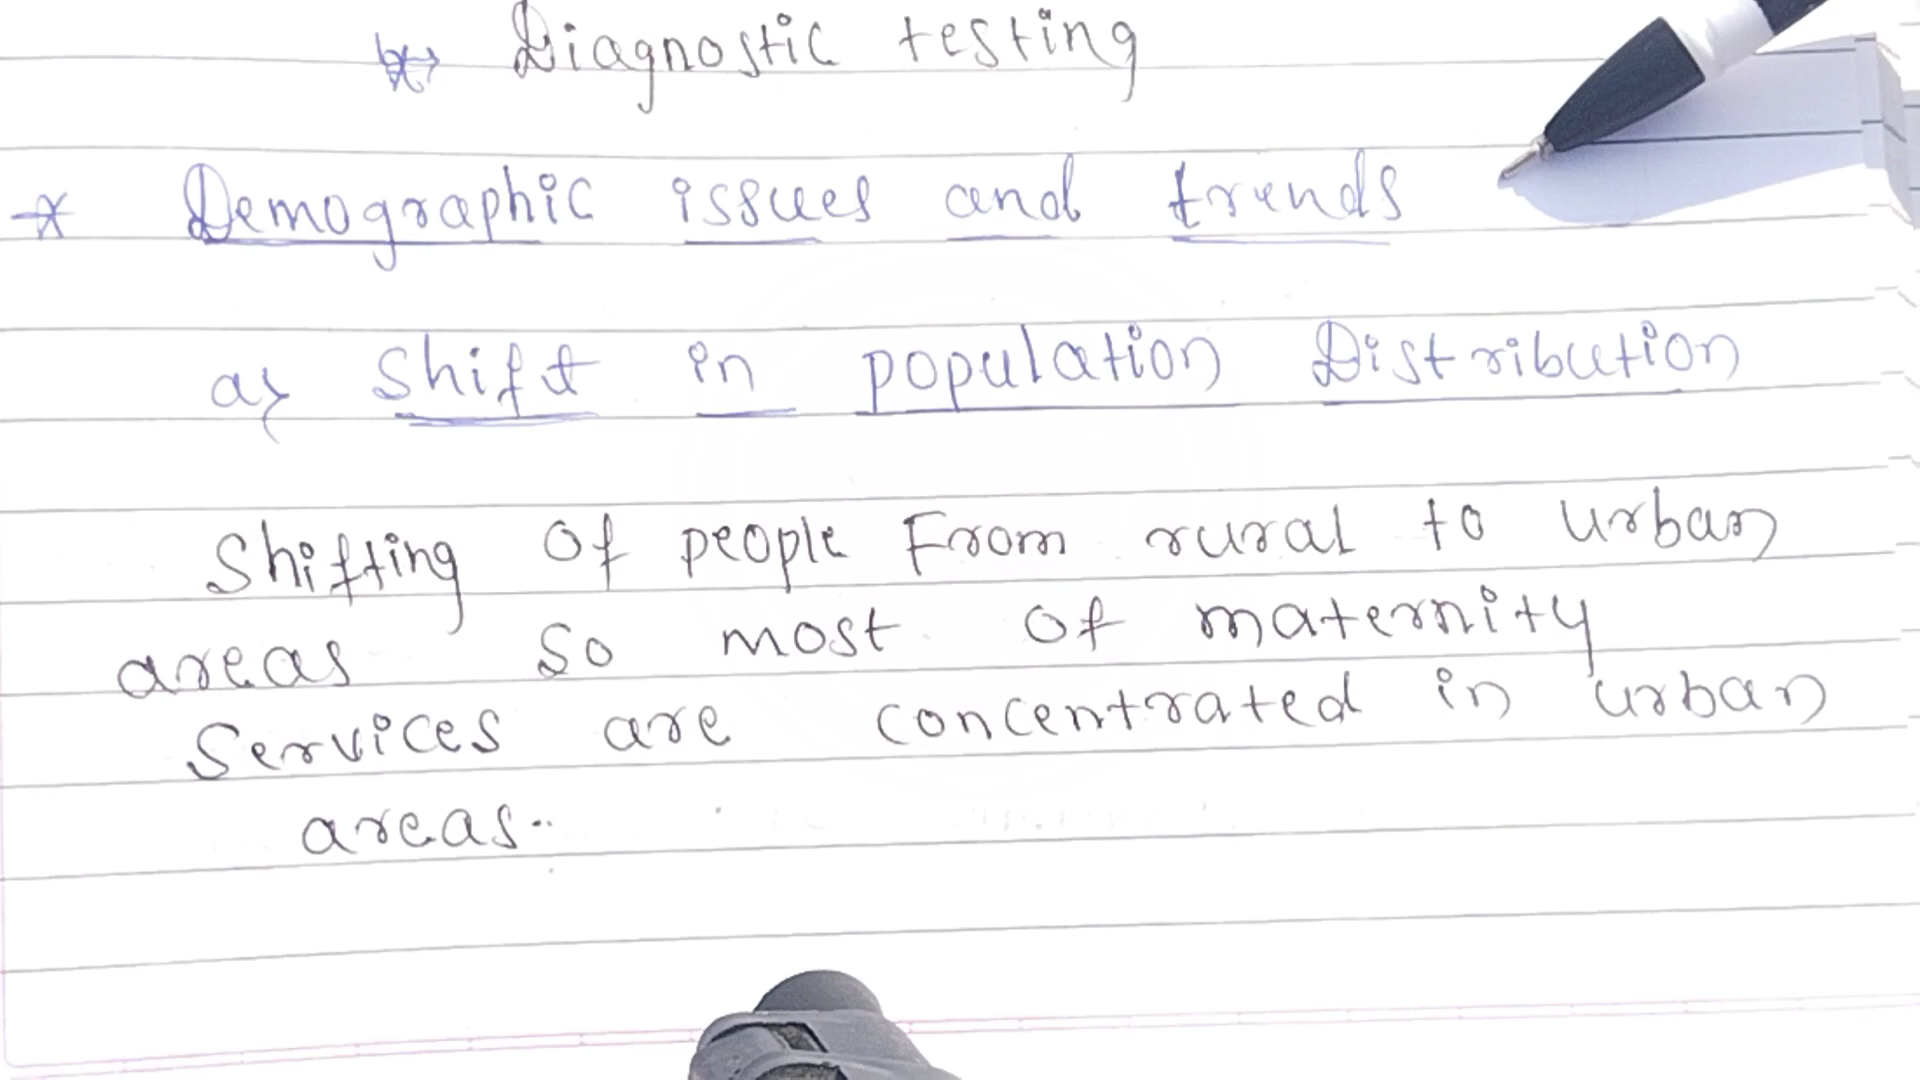 Diagnostic testing
* Demographic issues and trends
a} Shift in population Distribution
Shifting Of people From rural to urban
areas so most of maternity
Services are concentrated in urban
areas..